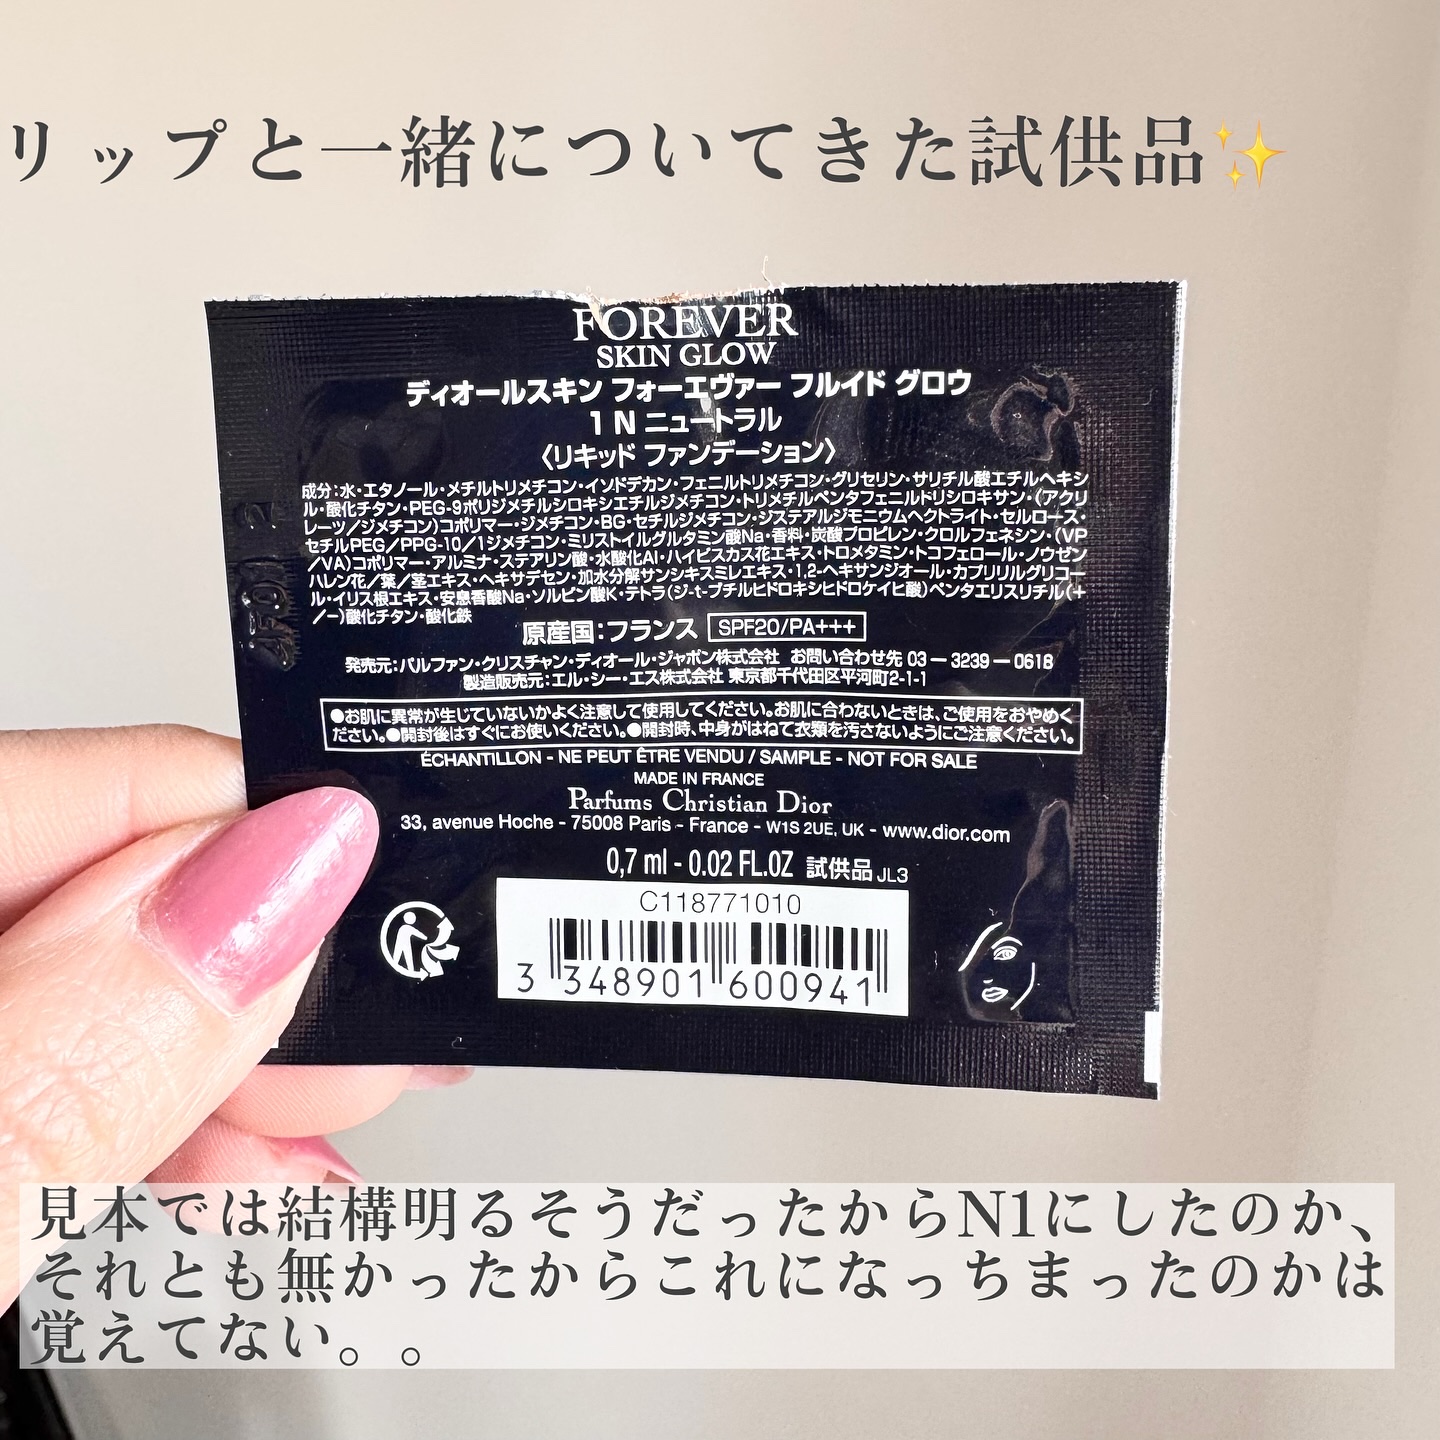 リップと一緒についてきた試供品✨
FOREVER
SKIN GLOW
ディオールスキン フォーエヴァー フルイド グロウ
1 N ニュートラル
〈リキッド ファンデーション〉
成分：水・エタノール・メチルトリメチコン・イソドデカン・フェニルトリメチコン・グリセリン・サリチル酸エチルヘキシ
ル・酸化チタン・PEG-9ポリジメチルシロキシエチルジメチコン・トリメチルペンタフェニルトリシロキサン・（アクリ
レーツ／ジメチコン）コポリマー・ジメチコン・BG・セチルジメチコン・ジステアルジモニウムヘクトライト・セルロース・
セチルPEG／PPG-10／1ジメチコン・ミリストイルグルタミン酸Na・香料・炭酸プロピレン・クロルフェネシン・（VP
／VA）コポリマー・アルミナ・ステアリン酸・水酸化Al・ハイビスカス花エキス・トロメタミン・トコフェロール・ノウゼン
ハレン花／葉／茎エキス・ヘキサデセン・加水分解サンシキスミレエキス・1,2-ヘキサンジオール・カプリリルグリコー
ル・イリス根エキス・安息香酸Na・ソルビン酸K・テトラ（ジ-t-ブチルヒドロキシヒドロケイヒ酸）ペンタエリスリチル（+
／−）酸化チタン・酸化鉄
原産国：フランス SPF20/PA+++
発売元：パルファン・クリスチャン・ディオール・ジャポン株式会社 お問い合わせ先 03－3239－0618
製造販売元：エル・シー・エス株式会社 東京都千代田区平河町2-1-1
●お肌に異常が生じていないかよく注意して使用してください。お肌に合わないときは、ご使用をおやめく
ださい。●開封後はすぐにお使いください。●開封時、中身がはねて衣類を汚さないようにご注意ください。
ÉCHANTILLON - NE PEUT ÊTRE VENDU / SAMPLE - NOT FOR SALE
MADE IN FRANCE
Parfums Christian Dior
33, avenue Hoche - 75008 Paris - France - W1S 2UE, UK - www.dior.com
0,7 ml - 0.02 FL.OZ 試供品 JL3
C118771010
3 348901 600941
見本では結構明るそうだったからN1にしたのか、
それとも無かったからこれになっちまったのかは
覚えてない。。